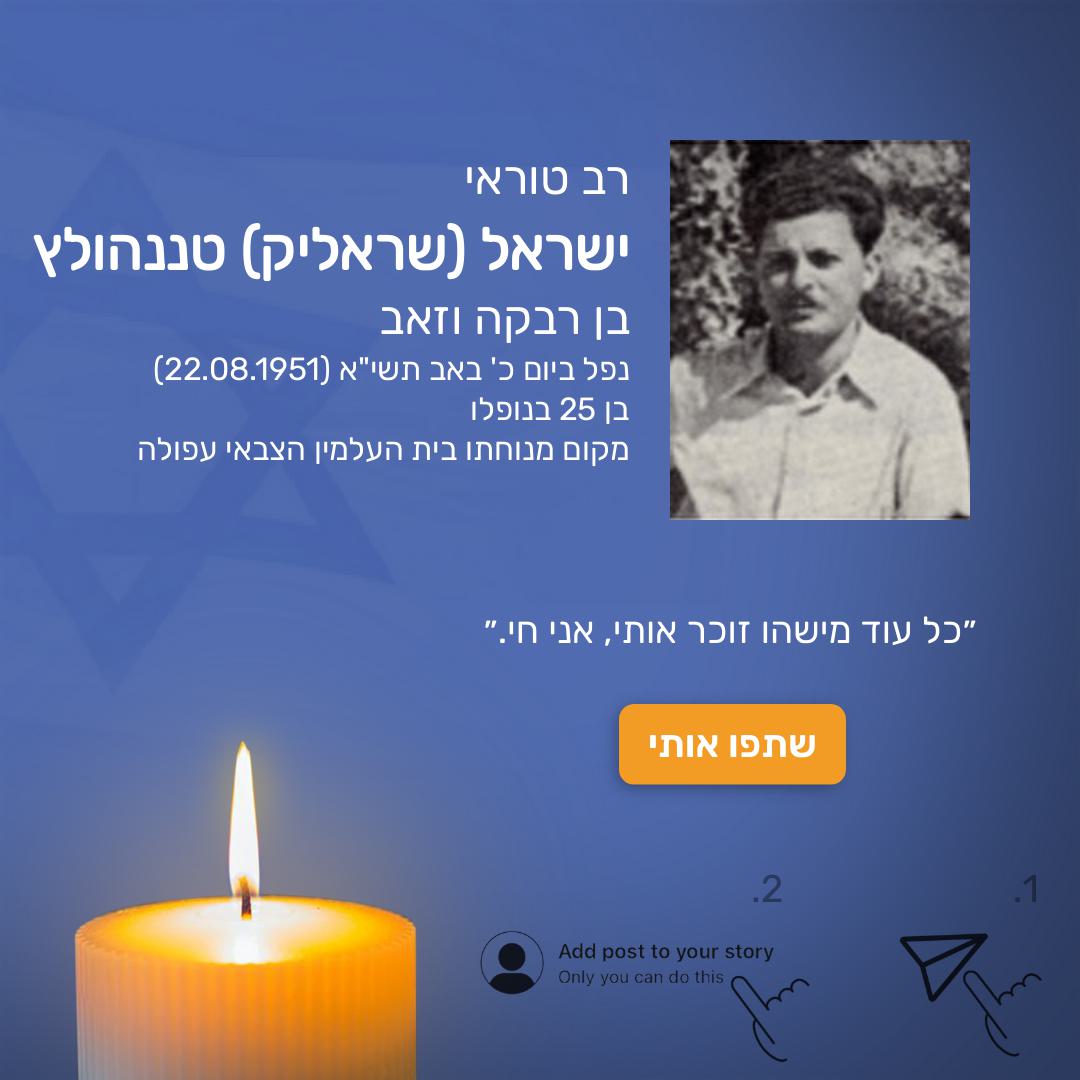 רב טוראי
ישראל (שראליק) טננהולץ
בן רבקה וזאב
נפל ביום כ' באב תשי"א (22.08.1951)
בן 25 בנופלו
מקום מנוחתו בית העלמין הצבאי עפולה
״כל עוד מישהו זוכר אותי, אני חי.״
שתפו אותי
.1
.2
Add post to your story
Only you can do this